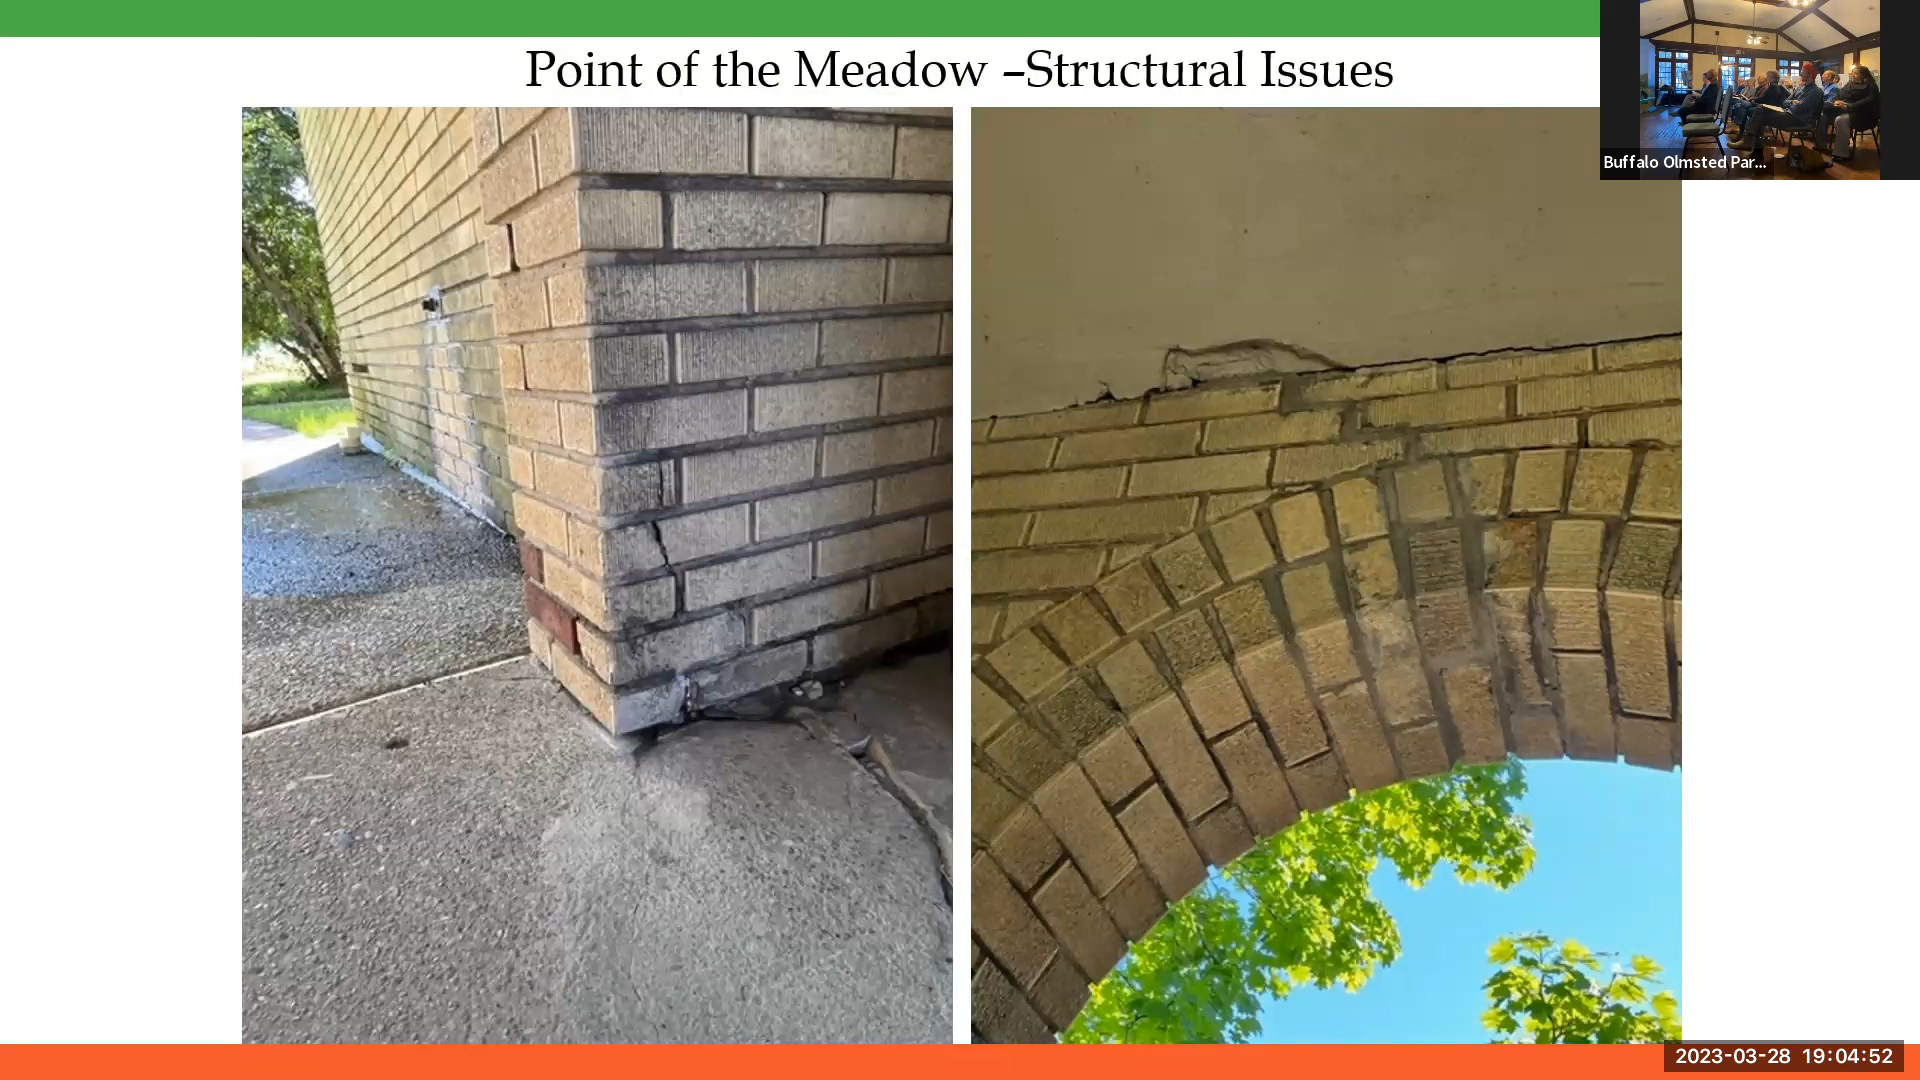 Point of the Meadow –Structural Issues
Buffalo Olmsted Par...
2023-03-28 19:04:52